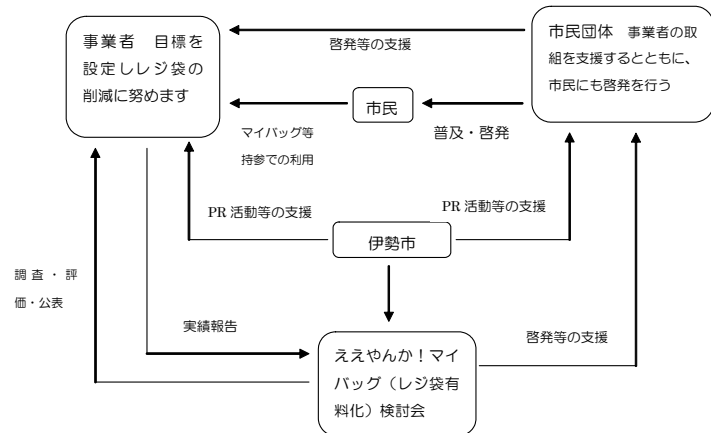 事業者　目標を
設定しレジ袋の
削減に努めます
啓発等の支援
市民団体　事業者の取
組を支援するとともに、
市民にも啓発を行う
市民
マイバッグ等
持参での利用
普及・啓発
PR 活動等の支援
PR 活動等の支援
伊勢市
調査・評
価・公表
実績報告
ええやんか！マイ
バッグ（レジ袋有
料化）検討会
啓発等の支援